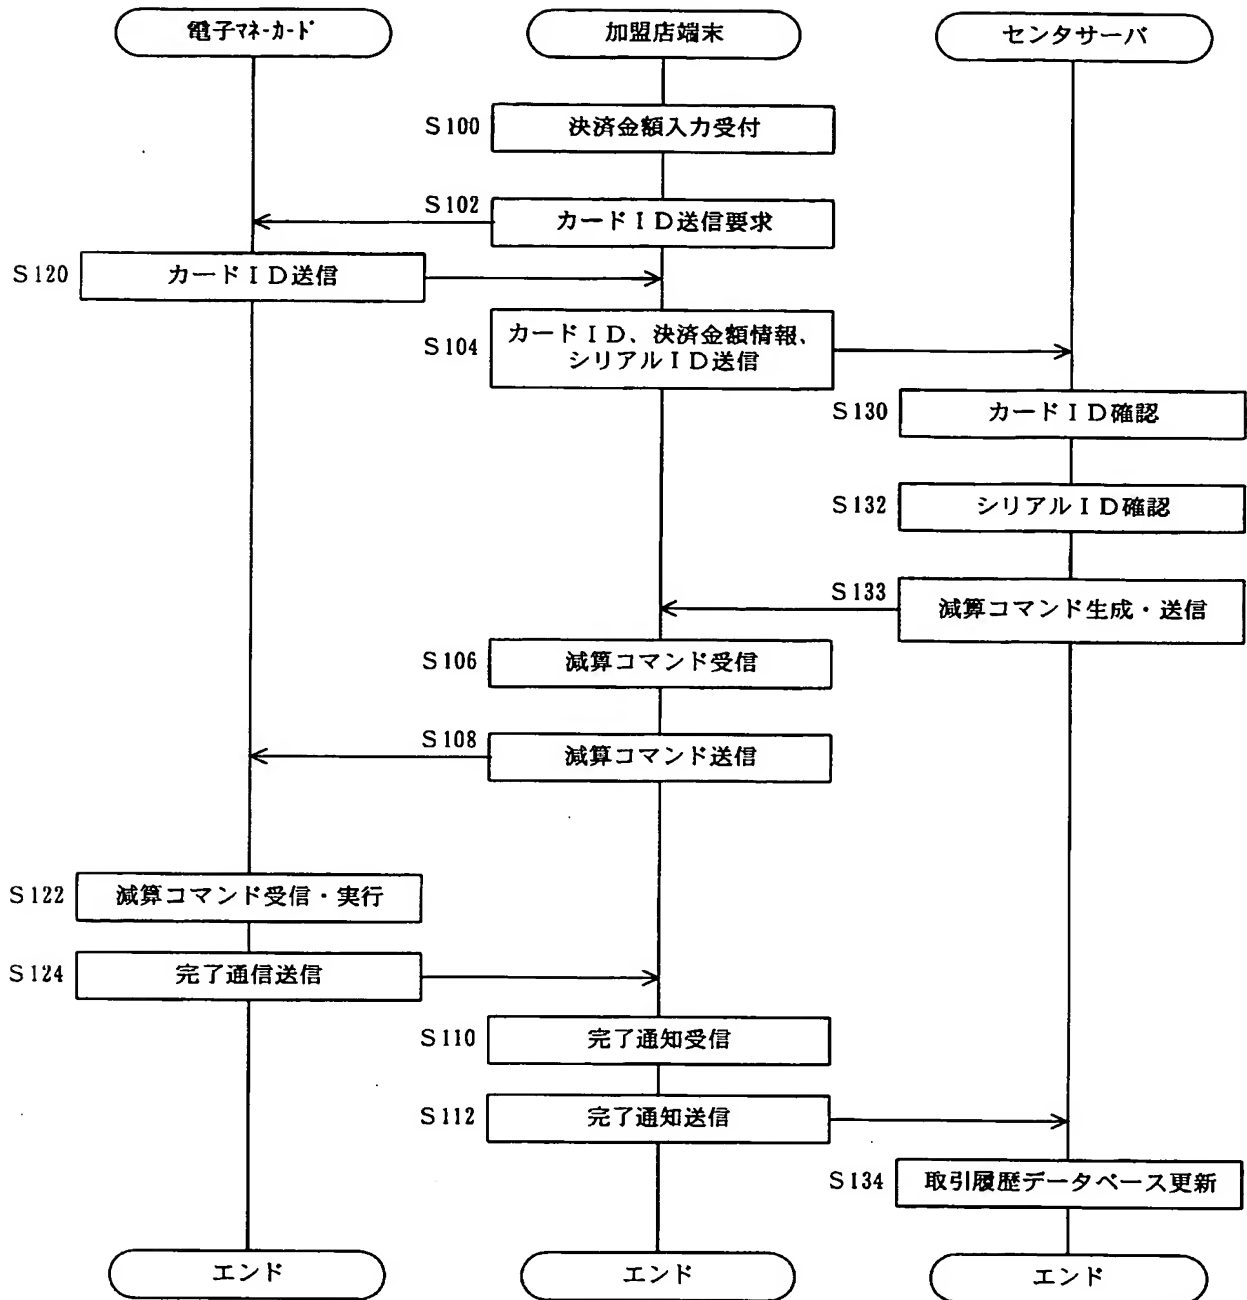 電子ﾏﾈｰｶｰﾄﾞ
加盟店端末
センタサーバ
S100
決済金額入力受付
S102
カードＩＤ送信要求
S120
カードＩＤ送信
S104
カードＩＤ、決済金額情報、
シリアルＩＤ送信
S130
カードＩＤ確認
S132
シリアルＩＤ確認
S133
減算コマンド生成・送信
S106
減算コマンド受信
S108
減算コマンド送信
S122
減算コマンド受信・実行
S124
完了通信送信
S110
完了通知受信
S112
完了通知送信
S134
取引履歴データベース更新
エンド
エンド
エンド